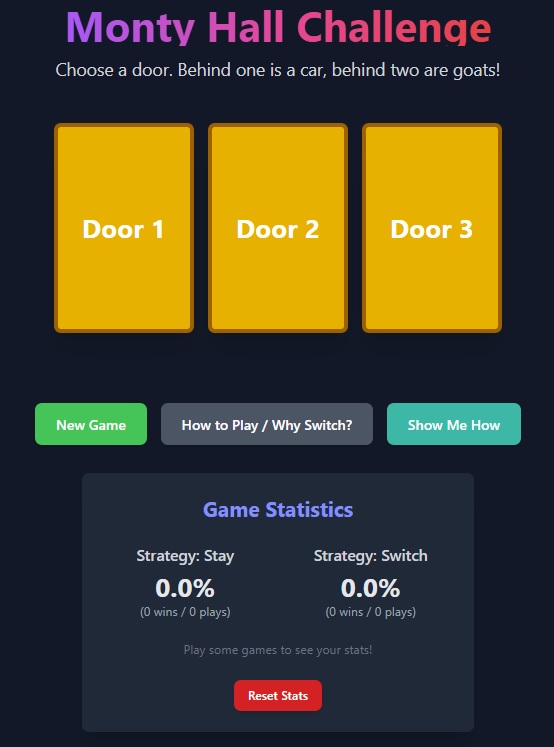 Monty Hall Challenge
Choose a door. Behind one is a car, behind two are goats!
Door 1 Door 2 Door 3
New Game How to Play / Why Switch? Show Me How
Game Statistics
Strategy: Stay Strategy: Switch
0.0% 0.0%
(0 wins / 0 plays) (0 wins / 0 plays)
Play some games to see your stats!
Reset Stats